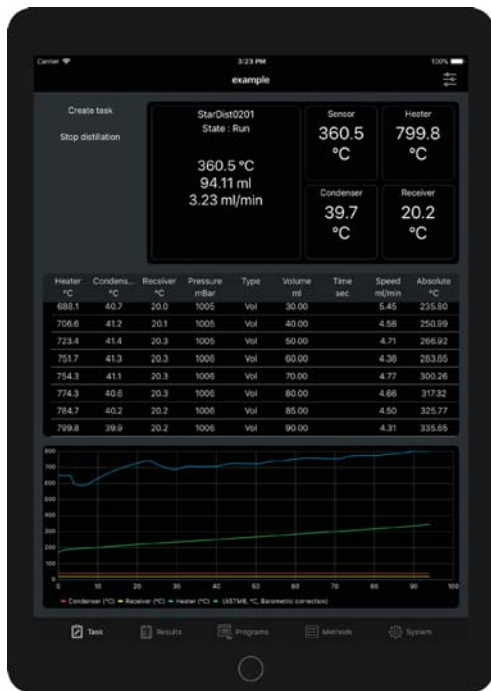 Carrier 3:23 PM 100%
example
Create task
Stop distillation
StarDist0201
State : Run
360.5 °C
94.11 ml
3.23 ml/min
Sensor
360.5
°C
Heater
799.8
°C
Condenser
39.7
°C
Receiver
20.2
°C
Heater Condens... Receiver Pressure Type Volume Time Speed Absolute
°C °C °C mBar ml sec ml/min °C
688.1 40.7 20.0 1005 Vol 30.00 5.45 235.80
706.6 41.2 20.1 1005 Vol 40.00 4.58 250.99
723.4 41.4 20.3 1005 Vol 50.00 4.71 266.92
751.7 41.3 20.3 1006 Vol 60.00 4.38 283.65
754.3 41.1 20.3 1006 Vol 70.00 4.77 300.26
774.3 40.6 20.3 1006 Vol 80.00 4.66 317.32
784.7 40.2 20.2 1006 Vol 85.00 4.50 325.77
799.8 39.9 20.2 1006 Vol 90.00 4.31 335.65
800
700
600
500
400
300
200
100
0
0 10 20 30 40 50 60 70 80 90 100
Condenser (°C) Receiver (°C) Heater (°C) (ASTM8, °C, Barometric correction)
Task Results Programs Methods System